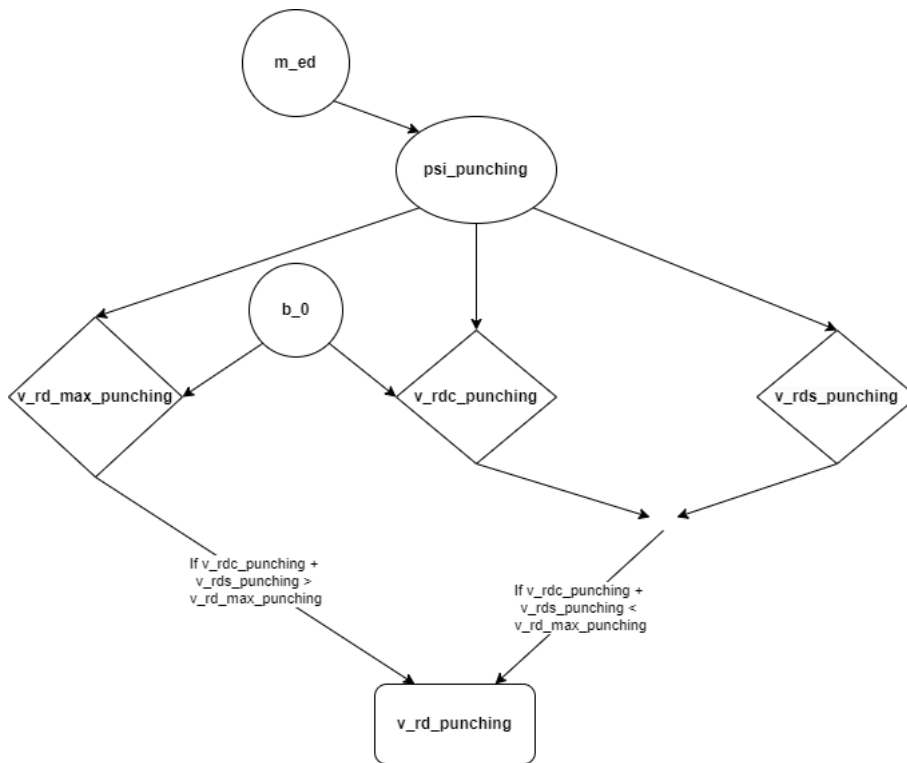 m_ed
psi_punching
b_0
v_rd_max_punching
v_rdc_punching
v_rds_punching
If v_rdc_punching +
v_rds_punching >
v_rd_max_punching
If v_rdc_punching +
v_rds_punching <
v_rd_max_punching
v_rd_punching